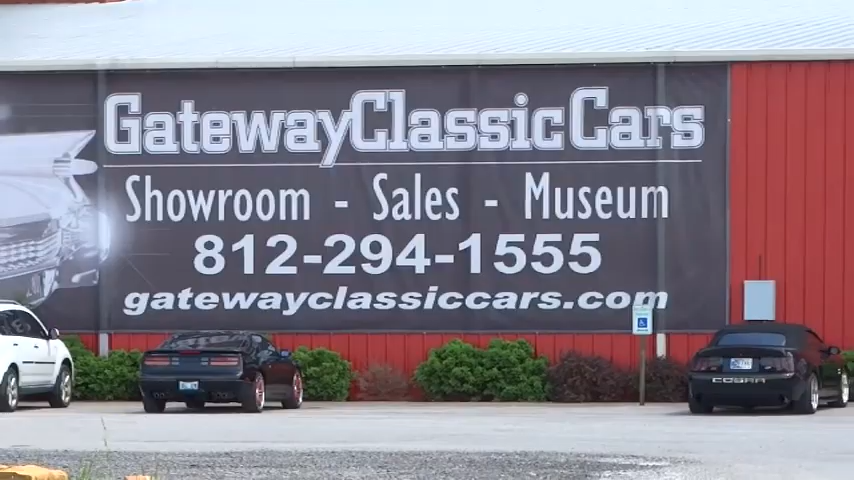 GatewayClassicCars
Showroom - Sales - Museum
812-294-1555
gatewayclassiccars.com
COBRA